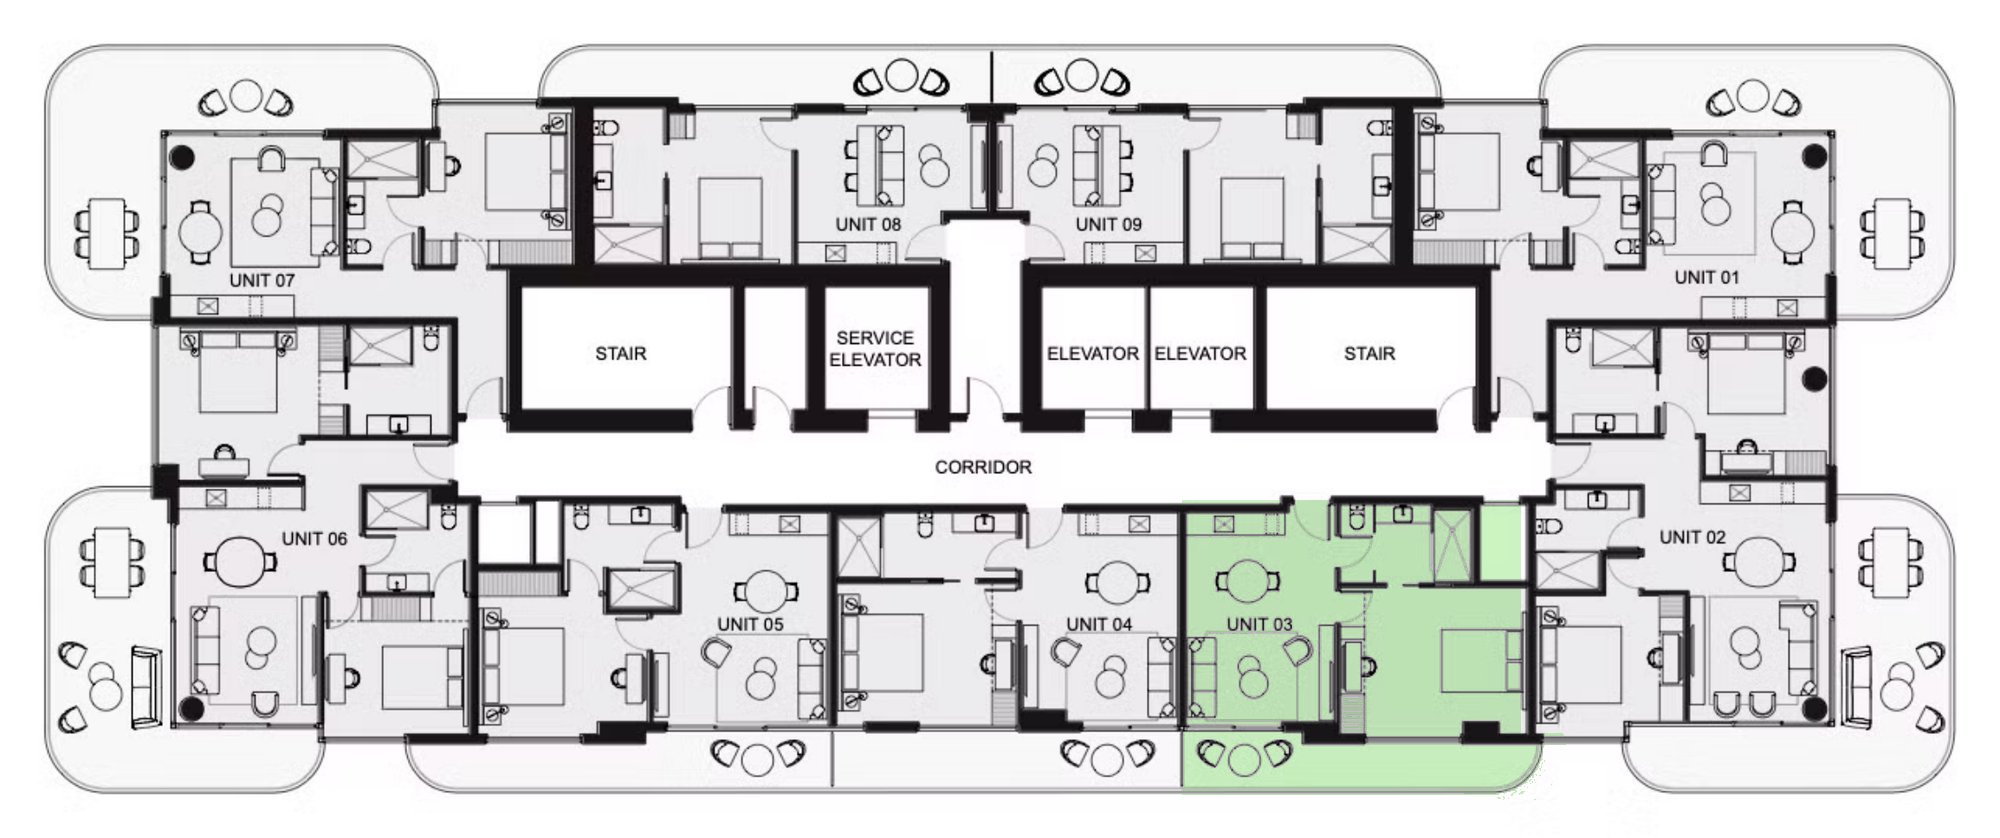 UNIT 08
UNIT 09
UNIT 07
UNIT 01
STAIR
SERVICE
ELEVATOR
ELEVATOR
ELEVATOR
STAIR
CORRIDOR
UNIT 06
UNIT 02
UNIT 05
UNIT 04
UNIT 03